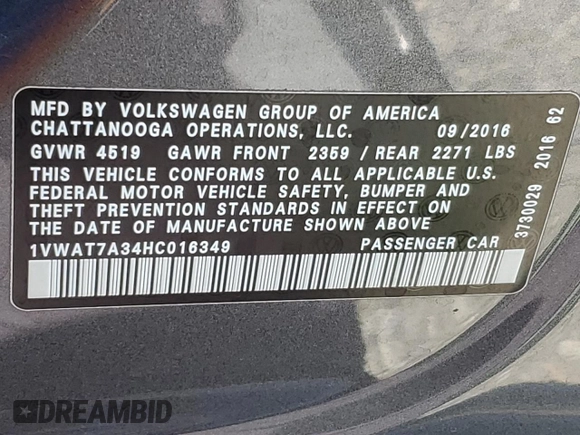 MFD BY VOLKSWAGEN GROUP OF AMERICA
CHATTANOOGA OPERATIONS, LLC. 09/2016
GVWR 4519 GAWR FRONT 2359 / REAR 2271 LBS
THIS VEHICLE CONFORMS TO ALL APPLICABLE U.S.
FEDERAL MOTOR VEHICLE SAFETY, BUMPER AND
THEFT PREVENTION STANDARDS IN EFFECT ON
THE DATE OF MANUFACTURE SHOWN ABOVE
1VWAT7A34HC016349 PASSENGER CAR
3730029 2016 62
DREAMBID